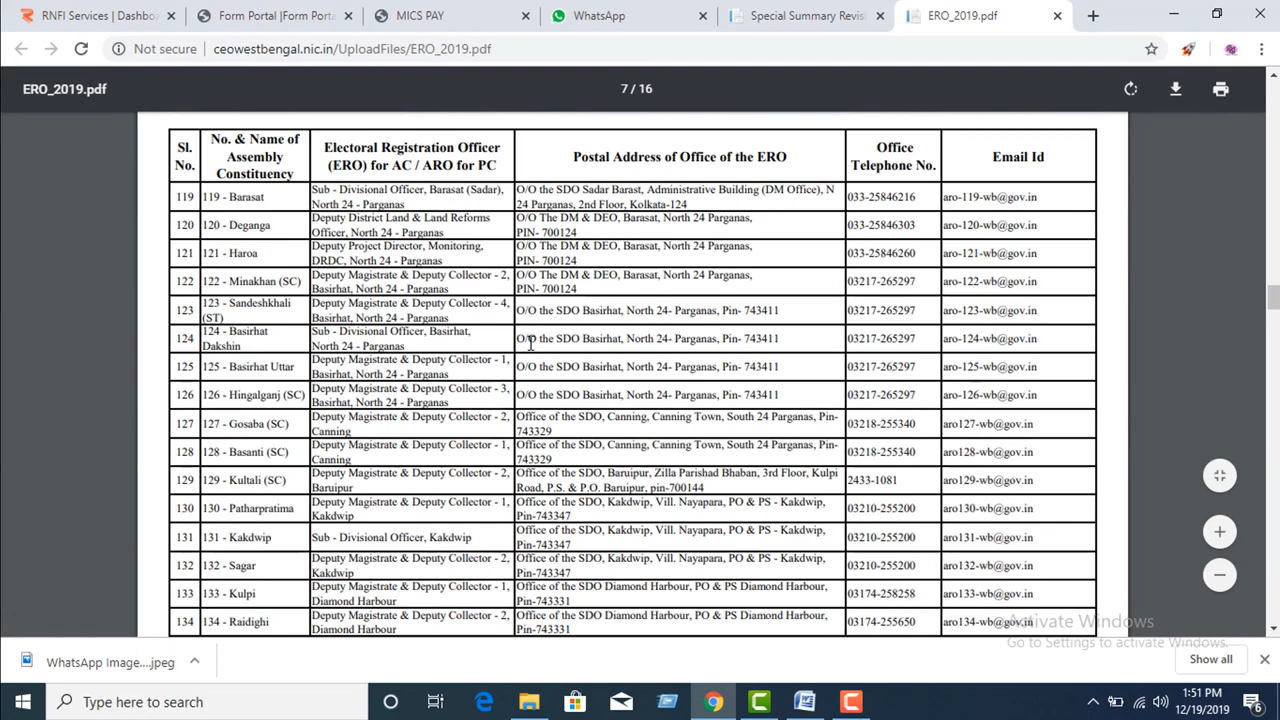 RNFI Services | Dashbo
Form Portal |Form Porta
MICS PAY
WhatsApp
Special Summary Revis
ERO_2019.pdf
Not secure
ceowestbengal.nic.in/UploadFiles/ERO_2019.pdf
ERO_2019.pdf
7 / 16
Sl. No.
No. & Name of Assembly Constituency
Electoral Registration Officer (ERO) for AC / ARO for PC
Postal Address of Office of the ERO
Office Telephone No.
Email Id
119
119 - Barasat
Sub - Divisional Officer, Barasat (Sadar),
North 24 - Parganas
O/O the SDO Sadar Barast, Administrative Building (DM Office), N
24 Parganas, 2nd Floor, Kolkata-124
033-25846216
aro-119-wb@gov.in
120
120 - Deganga
Deputy District Land & Land Reforms
Officer, North 24 - Parganas
O/O The DM & DEO, Barasat, North 24 Parganas,
PIN- 700124
033-25846303
aro-120-wb@gov.in
121
121 - Haroa
Deputy Project Director, Monitoring,
DRDC, North 24 - Parganas
O/O The DM & DEO, Barasat, North 24 Parganas,
PIN- 700124
033-25846260
aro-121-wb@gov.in
122
122 - Minakhan (SC)
Deputy Magistrate & Deputy Collector - 2,
Basirhat, North 24 - Parganas
O/O The DM & DEO, Barasat, North 24 Parganas,
PIN- 700124
03217-265297
aro-122-wb@gov.in
123
123 - Sandeshkhali
(ST)
Deputy Magistrate & Deputy Collector - 4,
Basirhat, North 24 - Parganas
O/O the SDO Basirhat, North 24- Parganas, Pin- 743411
03217-265297
aro-123-wb@gov.in
124
124 - Basirhat
Dakshin
Sub - Divisional Officer, Basirhat,
North 24 - Parganas
O/O the SDO Basirhat, North 24- Parganas, Pin- 743411
03217-265297
aro-124-wb@gov.in
125
125 - Basirhat Uttar
Deputy Magistrate & Deputy Collector - 1,
Basirhat, North 24 - Parganas
O/O the SDO Basirhat, North 24- Parganas, Pin- 743411
03217-265297
aro-125-wb@gov.in
126
126 - Hingalganj (SC)
Deputy Magistrate & Deputy Collector - 3,
Basirhat, North 24 - Parganas
O/O the SDO Basirhat, North 24- Parganas, Pin- 743411
03217-265297
aro-126-wb@gov.in
127
127 - Gosaba (SC)
Deputy Magistrate & Deputy Collector - 2,
Canning
Office of the SDO, Canning, Canning Town, South 24 Parganas, Pin-
743329
03218-255340
aro127-wb@gov.in
128
128 - Basanti (SC)
Deputy Magistrate & Deputy Collector - 1,
Canning
Office of the SDO, Canning, Canning Town, South 24 Parganas, Pin-
743329
03218-255340
aro128-wb@gov.in
129
129 - Kultali (SC)
Deputy Magistrate & Deputy Collector - 2,
Baruipur
Office of the SDO, Baruipur, Zilla Parishad Bhaban, 3rd Floor, Kulpi
Road, P.S. & P.O. Baruipur, pin-700144
2433-1081
aro129-wb@gov.in
130
130 - Patharpratima
Deputy Magistrate & Deputy Collector - 1,
Kakdwip
Office of the SDO, Kakdwip, Vill. Nayapara, PO & PS - Kakdwip,
Pin-743347
03210-255200
aro130-wb@gov.in
131
131 - Kakdwip
Sub - Divisional Officer, Kakdwip
Office of the SDO, Kakdwip, Vill. Nayapara, PO & PS - Kakdwip,
Pin-743347
03210-255200
aro131-wb@gov.in
132
132 - Sagar
Deputy Magistrate & Deputy Collector - 2,
Kakdwip
Office of the SDO, Kakdwip, Vill. Nayapara, PO & PS - Kakdwip,
Pin-743347
03210-255200
aro132-wb@gov.in
133
133 - Kulpi
Deputy Magistrate & Deputy Collector - 1,
Diamond Harbour
Office of the SDO Diamond Harbour, PO & PS Diamond Harbour,
Pin-743331
03174-258258
aro133-wb@gov.in
134
134 - Raidighi
Deputy Magistrate & Deputy Collector - 2,
Diamond Harbour
Office of the SDO Diamond Harbour, PO & PS Diamond Harbour,
Pin-743331
03174-255650
aro134-wb@gov.in
Activate Windows
Go to Settings to activate Windows.
WhatsApp Image....jpeg
Show all
Type here to search
1:51 PM
12/19/2019
6